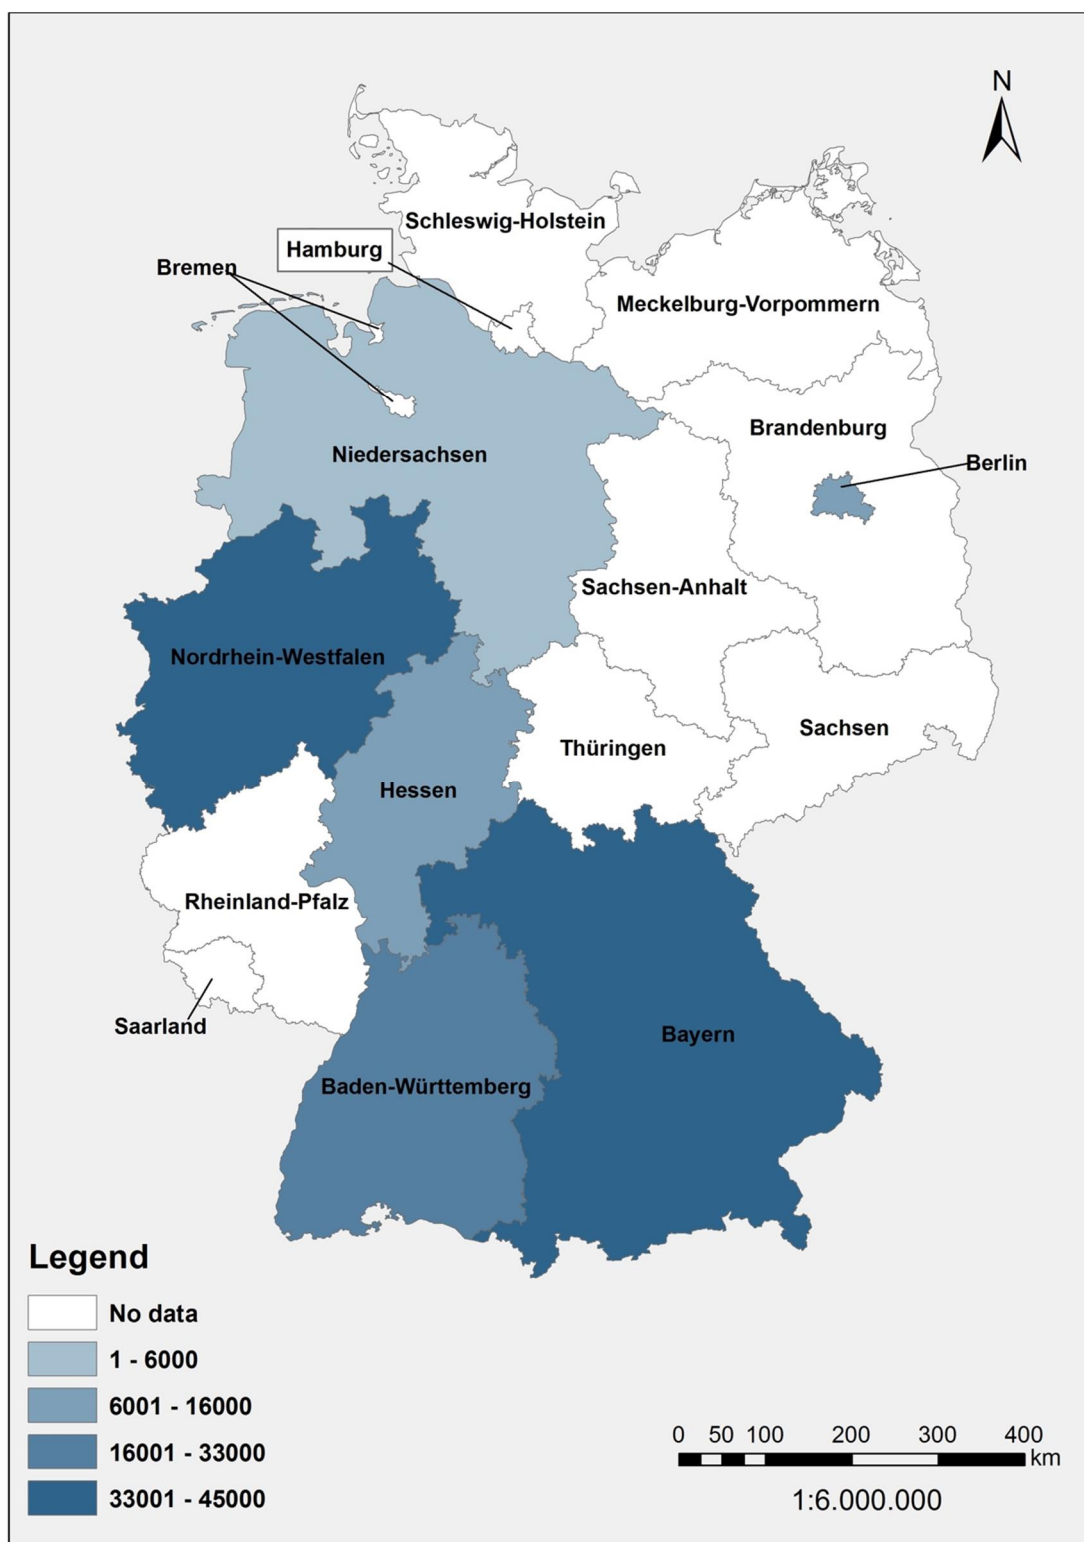 N
Schleswig-Holstein
Hamburg
Bremen
Meckelburg-Vorpommern
Brandenburg
Niedersachsen
Berlin
Sachsen-Anhalt
Nordrhein-Westfalen
Sachsen
Thüringen
Hessen
Rheinland-Pfalz
Saarland
Bayern
Baden-Württemberg
Legend
No data
1 - 6000
6001 - 16000
16001 - 33000
33001 - 45000
0 50 100 200 300 400
km
1:6.000.000